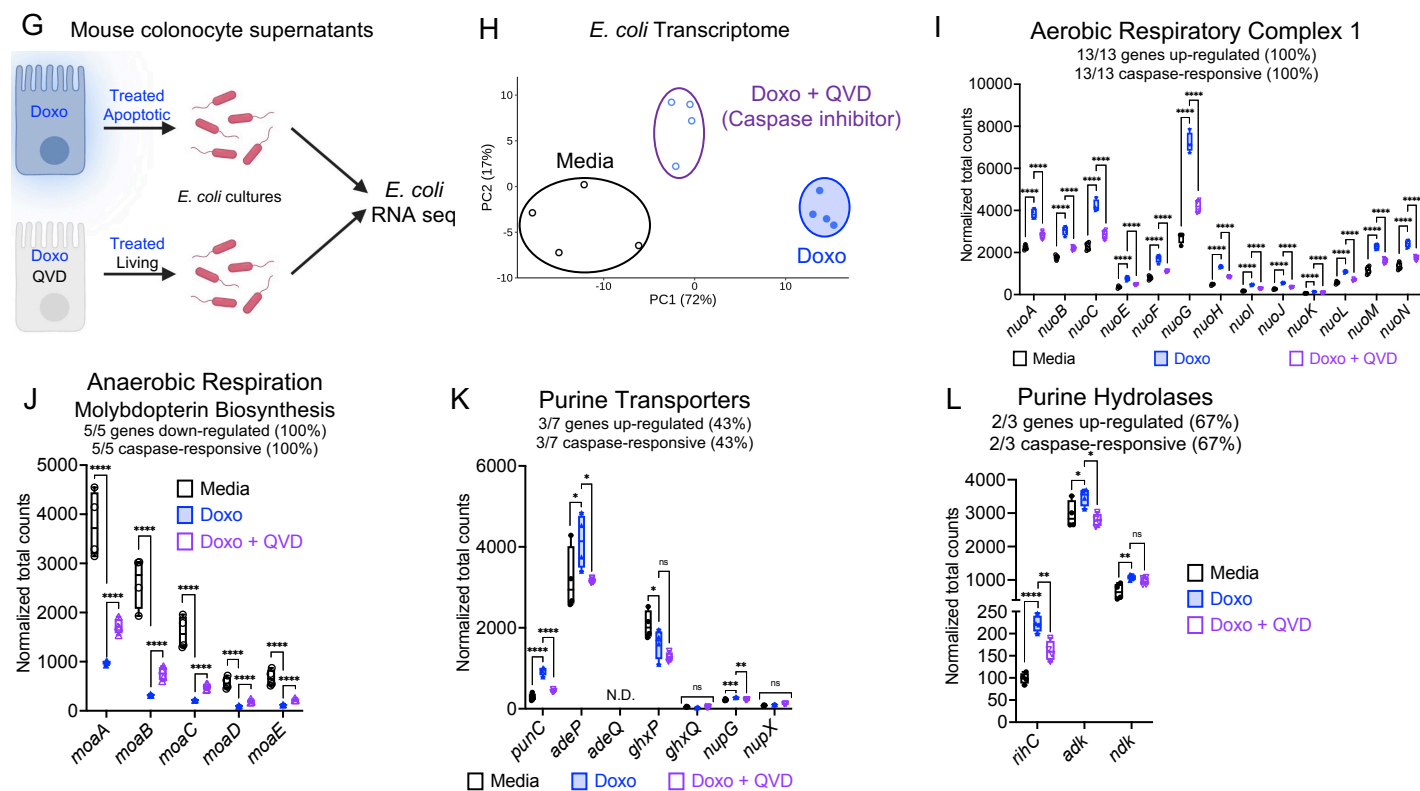 G
Mouse colonocyte supernatants
Doxo
Treated
Apoptotic
E. coli cultures
Doxo
QVD
Treated
Living
E. coli
RNA seq
H
E. coli Transcriptome
PC2 (17%)
10
5
0
-5
-10
Media
Doxo + QVD
(Caspase inhibitor)
Doxo
-10
0
10
PC1 (72%)
I
Aerobic Respiratory Complex 1
13/13 genes up-regulated (100%)
13/13 caspase-responsive (100%)
Normalized total counts
10000
8000
6000
4000
2000
0
**** **** **** **** **** **** **** **** **** **** **** **** ****
**** **** **** **** **** **** **** **** **** **** **** **** ****
nuoA nuoB nuoC nuoE nuoF nuoG nuoH nuoI nuoJ nuoK nuoL nuoM nuoN
Media Doxo Doxo + QVD
J
Anaerobic Respiration
Molybdopterin Biosynthesis
5/5 genes down-regulated (100%)
5/5 caspase-responsive (100%)
Normalized total counts
5000
4000
3000
2000
1000
0
**** **** **** **** ****
**** **** **** **** ****
Media
Doxo
Doxo + QVD
moaA moaB moaC moaD moaE
K
Purine Transporters
3/7 genes up-regulated (43%)
3/7 caspase-responsive (43%)
Normalized total counts
6000
4000
2000
0
**** **** * * N.D. * ns ns *** ** ns
punC adeP adeQ ghxP ghxQ nupG nupX
Media Doxo Doxo + QVD
L
Purine Hydrolases
2/3 genes up-regulated (67%)
2/3 caspase-responsive (67%)
Normalized total counts
4000
3000
2000
1000
250
200
150
100
50
0
**** ** * * ** ns
Media
Doxo
Doxo + QVD
rihC adk ndk